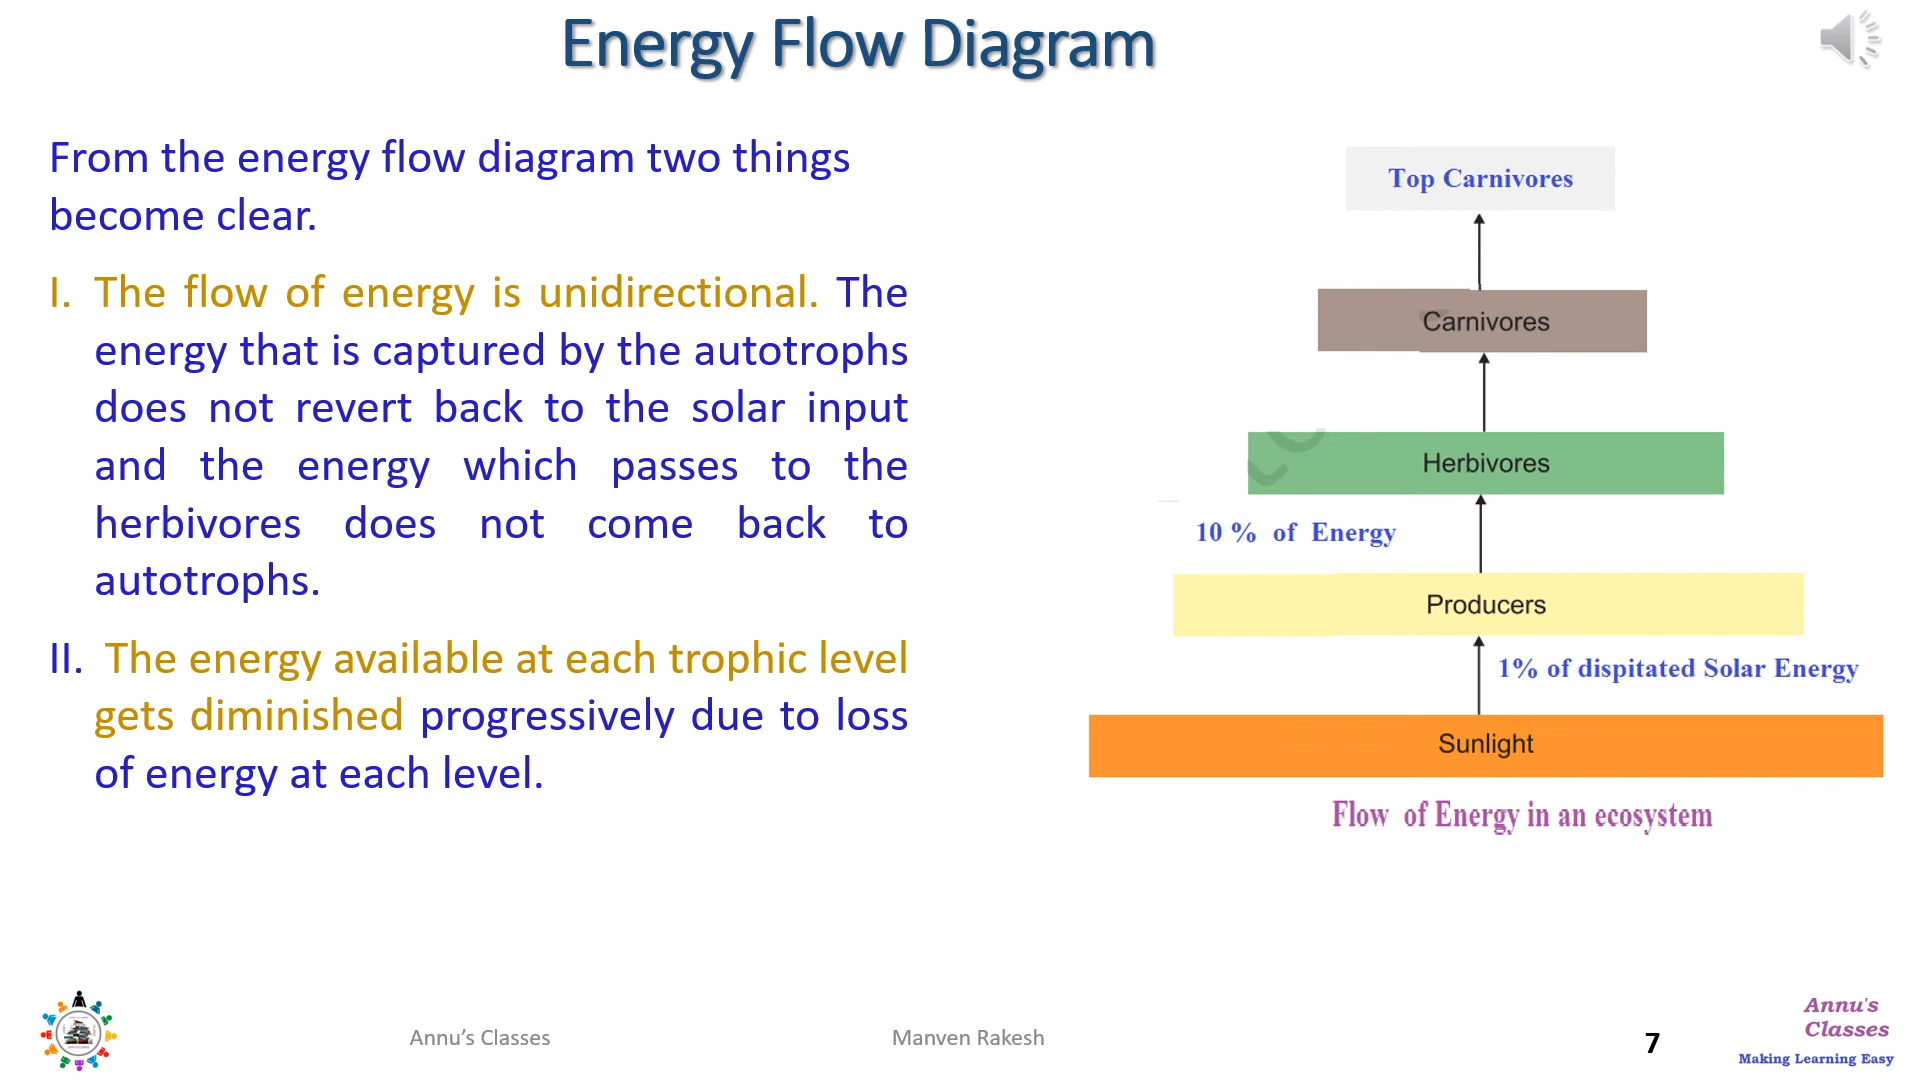 Energy Flow Diagram
From the energy flow diagram two things
become clear.
I. The flow of energy is unidirectional. The
energy that is captured by the autotrophs
does not revert back to the solar input
and the energy which passes to the
herbivores does not come back to
autotrophs.
II. The energy available at each trophic level
gets diminished progressively due to loss
of energy at each level.
Top Carnivores
Carnivores
Herbivores
10 % of Energy
Producers
1% of dispitated Solar Energy
Sunlight
Flow of Energy in an ecosystem
Annu’s Classes
Manven Rakesh
7
Annu's
Classes
Making Learning Easy